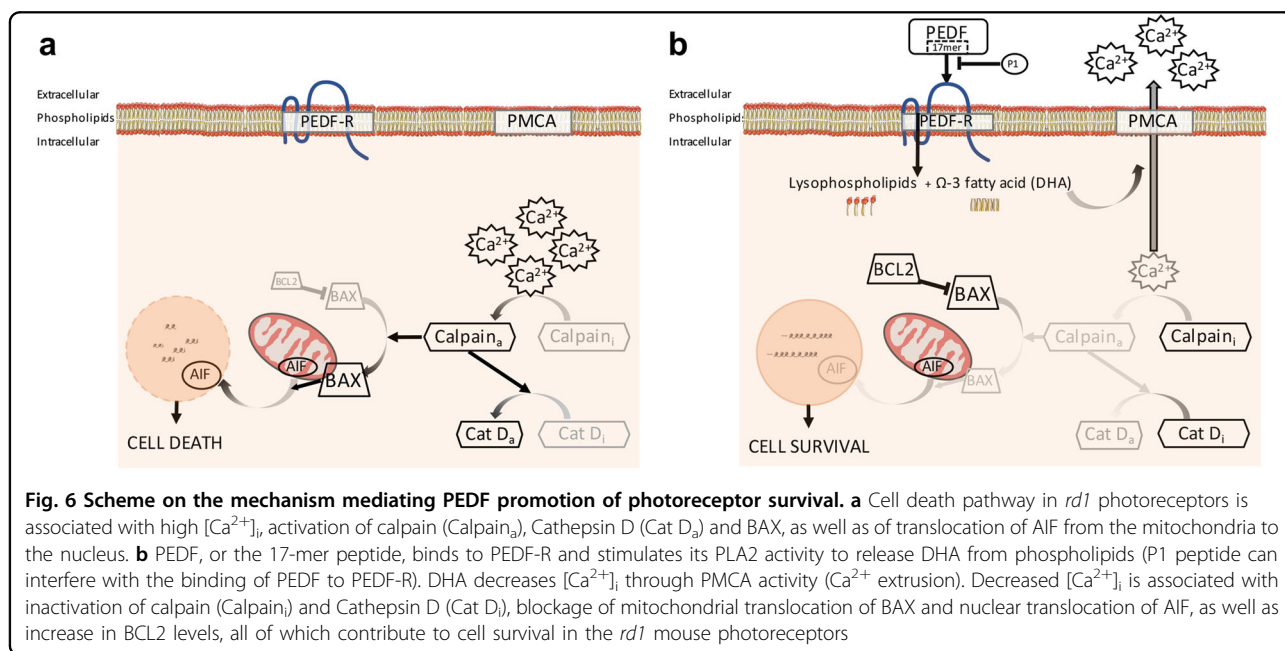 a
Extracellular
Phospholipids
Intracellular
PEDF-R
PMCA
Ca²⁺
Ca²⁺
Ca²⁺
Ca²⁺
BCL2
BAX
Calpainₐ
Calpainᵢ
AIF
AIF
BAX
CELL DEATH
Cat Dₐ
Cat Dᵢ
b
PEDF
17mer
P1
Ca²⁺
Ca²⁺
Ca²⁺
Extracellular
Phospholipids
Intracellular
PEDF-R
PMCA
Lysophospholipids + Ω-3 fatty acid (DHA)
Ca²⁺
BCL2
BAX
Calpainₐ
Calpainᵢ
AIF
AIF
BAX
CELL SURVIVAL
Cat Dₐ
Cat Dᵢ
Fig. 6 Scheme on the mechanism mediating PEDF promotion of photoreceptor survival. a Cell death pathway in rd1 photoreceptors is
associated with high [Ca²⁺]ᵢ, activation of calpain (Calpainₐ), Cathepsin D (Cat Dₐ) and BAX, as well as of translocation of AIF from the mitochondria to
the nucleus. b PEDF, or the 17-mer peptide, binds to PEDF-R and stimulates its PLA2 activity to release DHA from phospholipids (P1 peptide can
interfere with the binding of PEDF to PEDF-R). DHA decreases [Ca²⁺]ᵢ through PMCA activity (Ca²⁺ extrusion). Decreased [Ca²⁺]ᵢ is associated with
inactivation of calpain (Calpainᵢ) and Cathepsin D (Cat Dᵢ), blockage of mitochondrial translocation of BAX and nuclear translocation of AIF, as well as
increase in BCL2 levels, all of which contribute to cell survival in the rd1 mouse photoreceptors